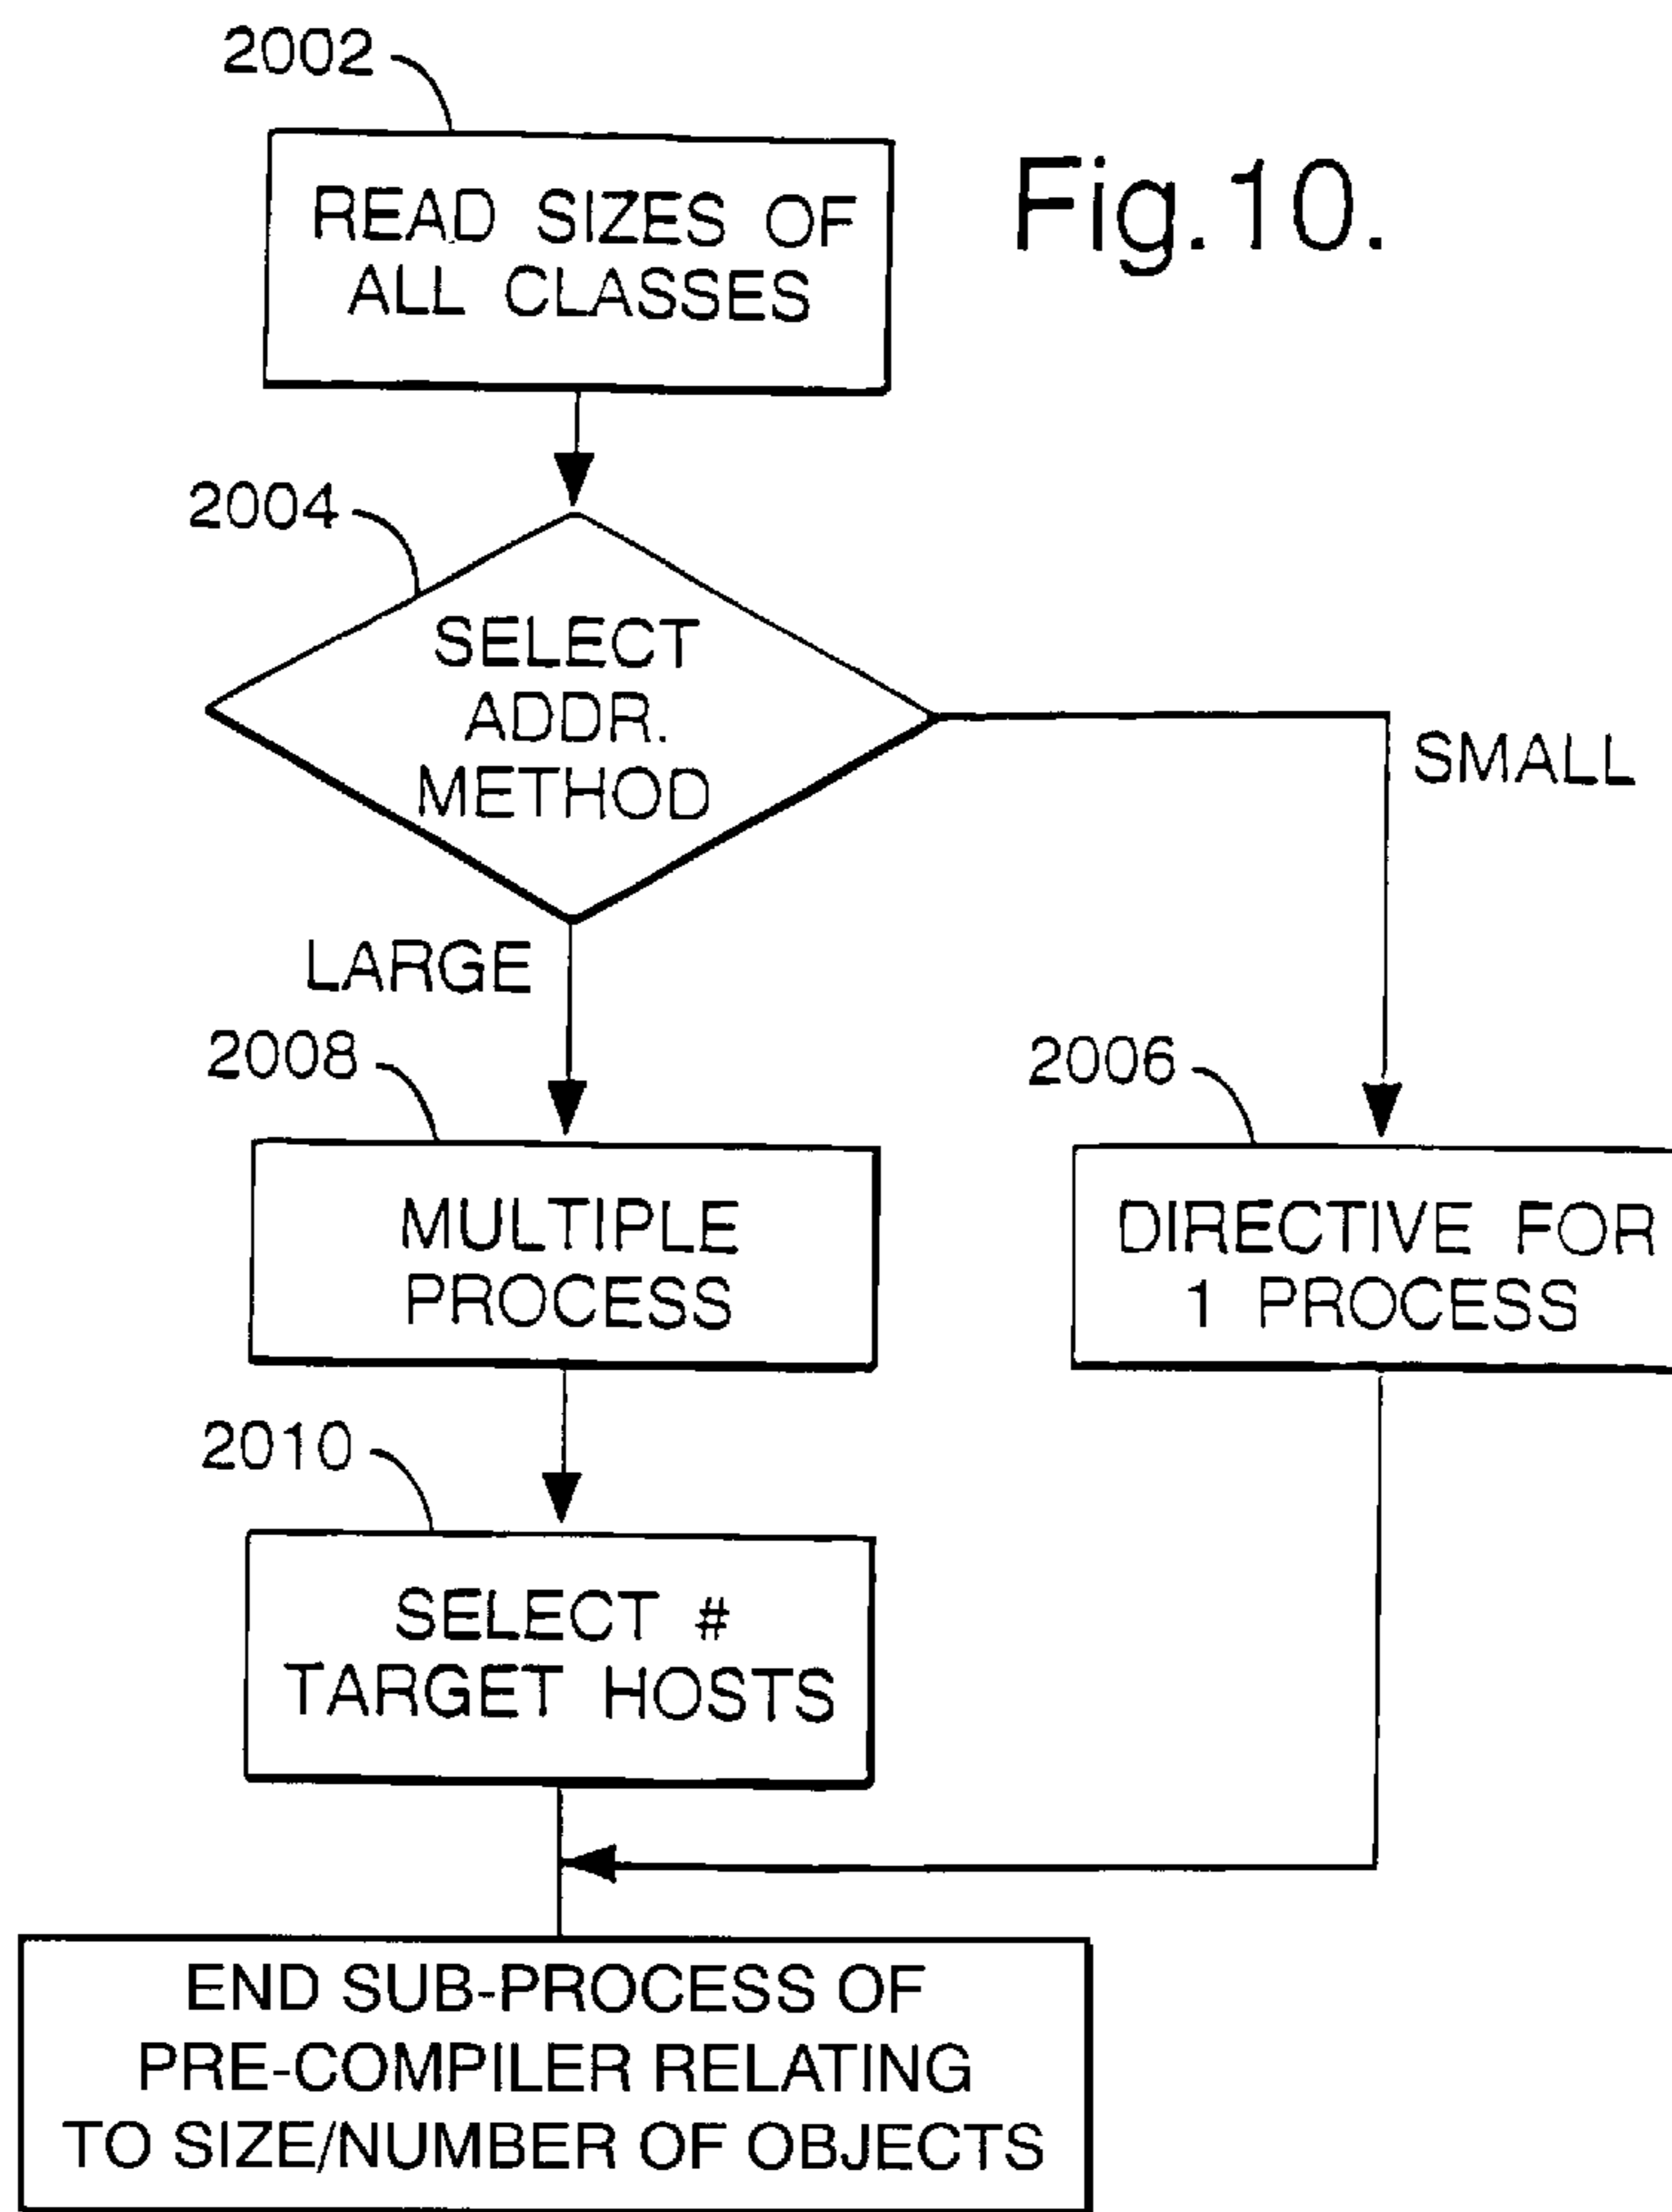 2002
READ SIZES OF
ALL CLASSES
Fig.10.
2004
SELECT
ADDR.
METHOD
SMALL
LARGE
2008
MULTIPLE
PROCESS
2006
DIRECTIVE FOR
1 PROCESS
2010
SELECT #
TARGET HOSTS
END SUB-PROCESS OF
PRE-COMPILER RELATING
TO SIZE/NUMBER OF OBJECTS